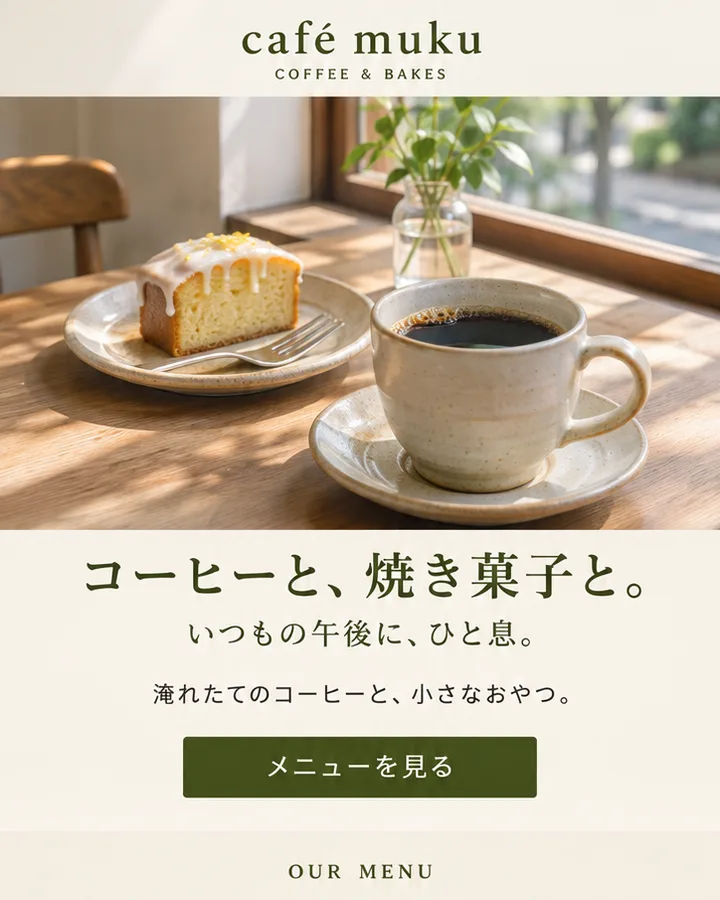 café muku
COFFEE & BAKES
コーヒーと、焼き菓子と。
いつもの午後に、ひと息。
淹れたてのコーヒーと、小さなおやつ。
メニューを見る
OUR MENU